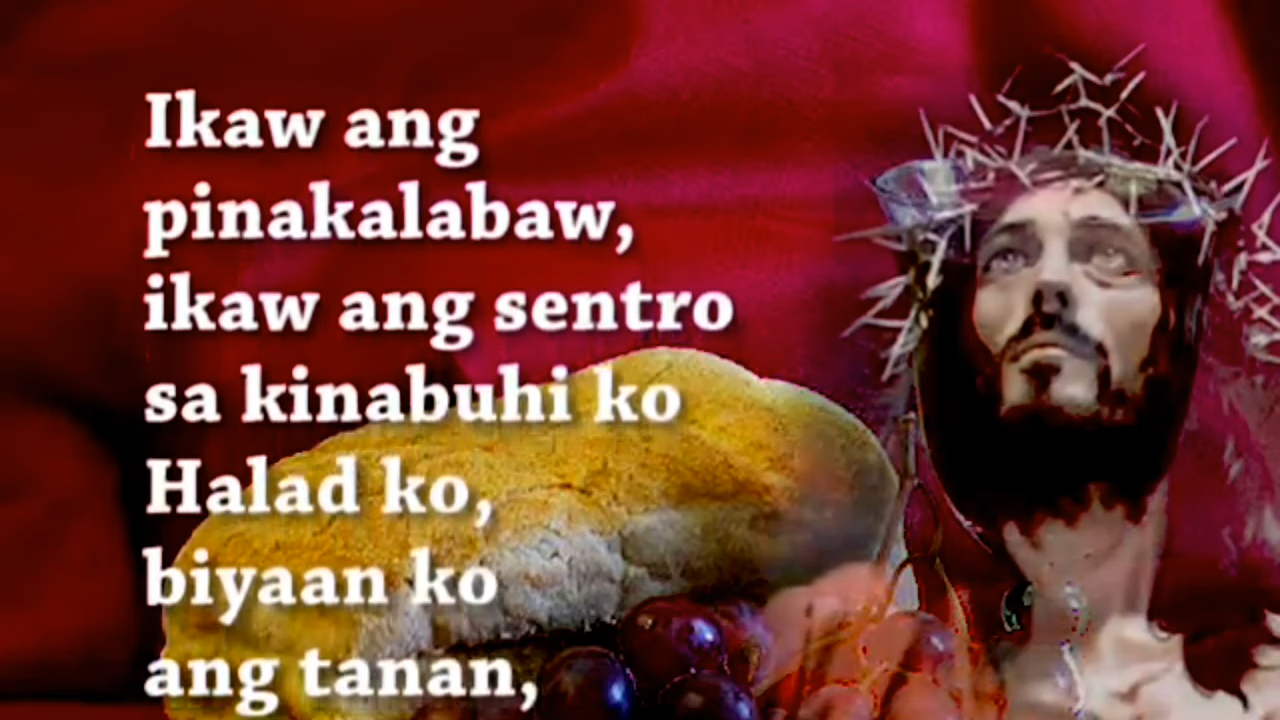 Ikaw ang
pinakalabaw,
ikaw ang sentro
sa kinabuhi ko
Halad ko,
biyaan ko
ang tanan,